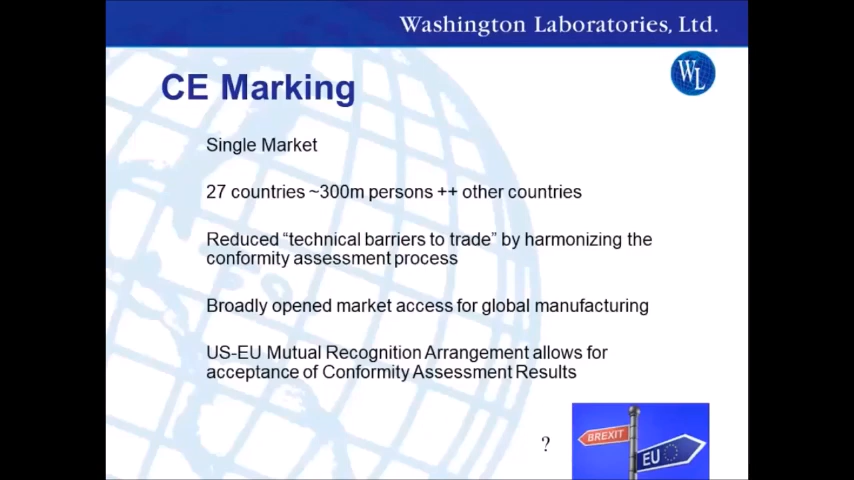 Washington Laboratories, Ltd.
WL
CE Marking
Single Market
27 countries ~300m persons ++ other countries
Reduced “technical barriers to trade” by harmonizing the
conformity assessment process
Broadly opened market access for global manufacturing
US-EU Mutual Recognition Arrangement allows for
acceptance of Conformity Assessment Results
?
BREXIT
EU